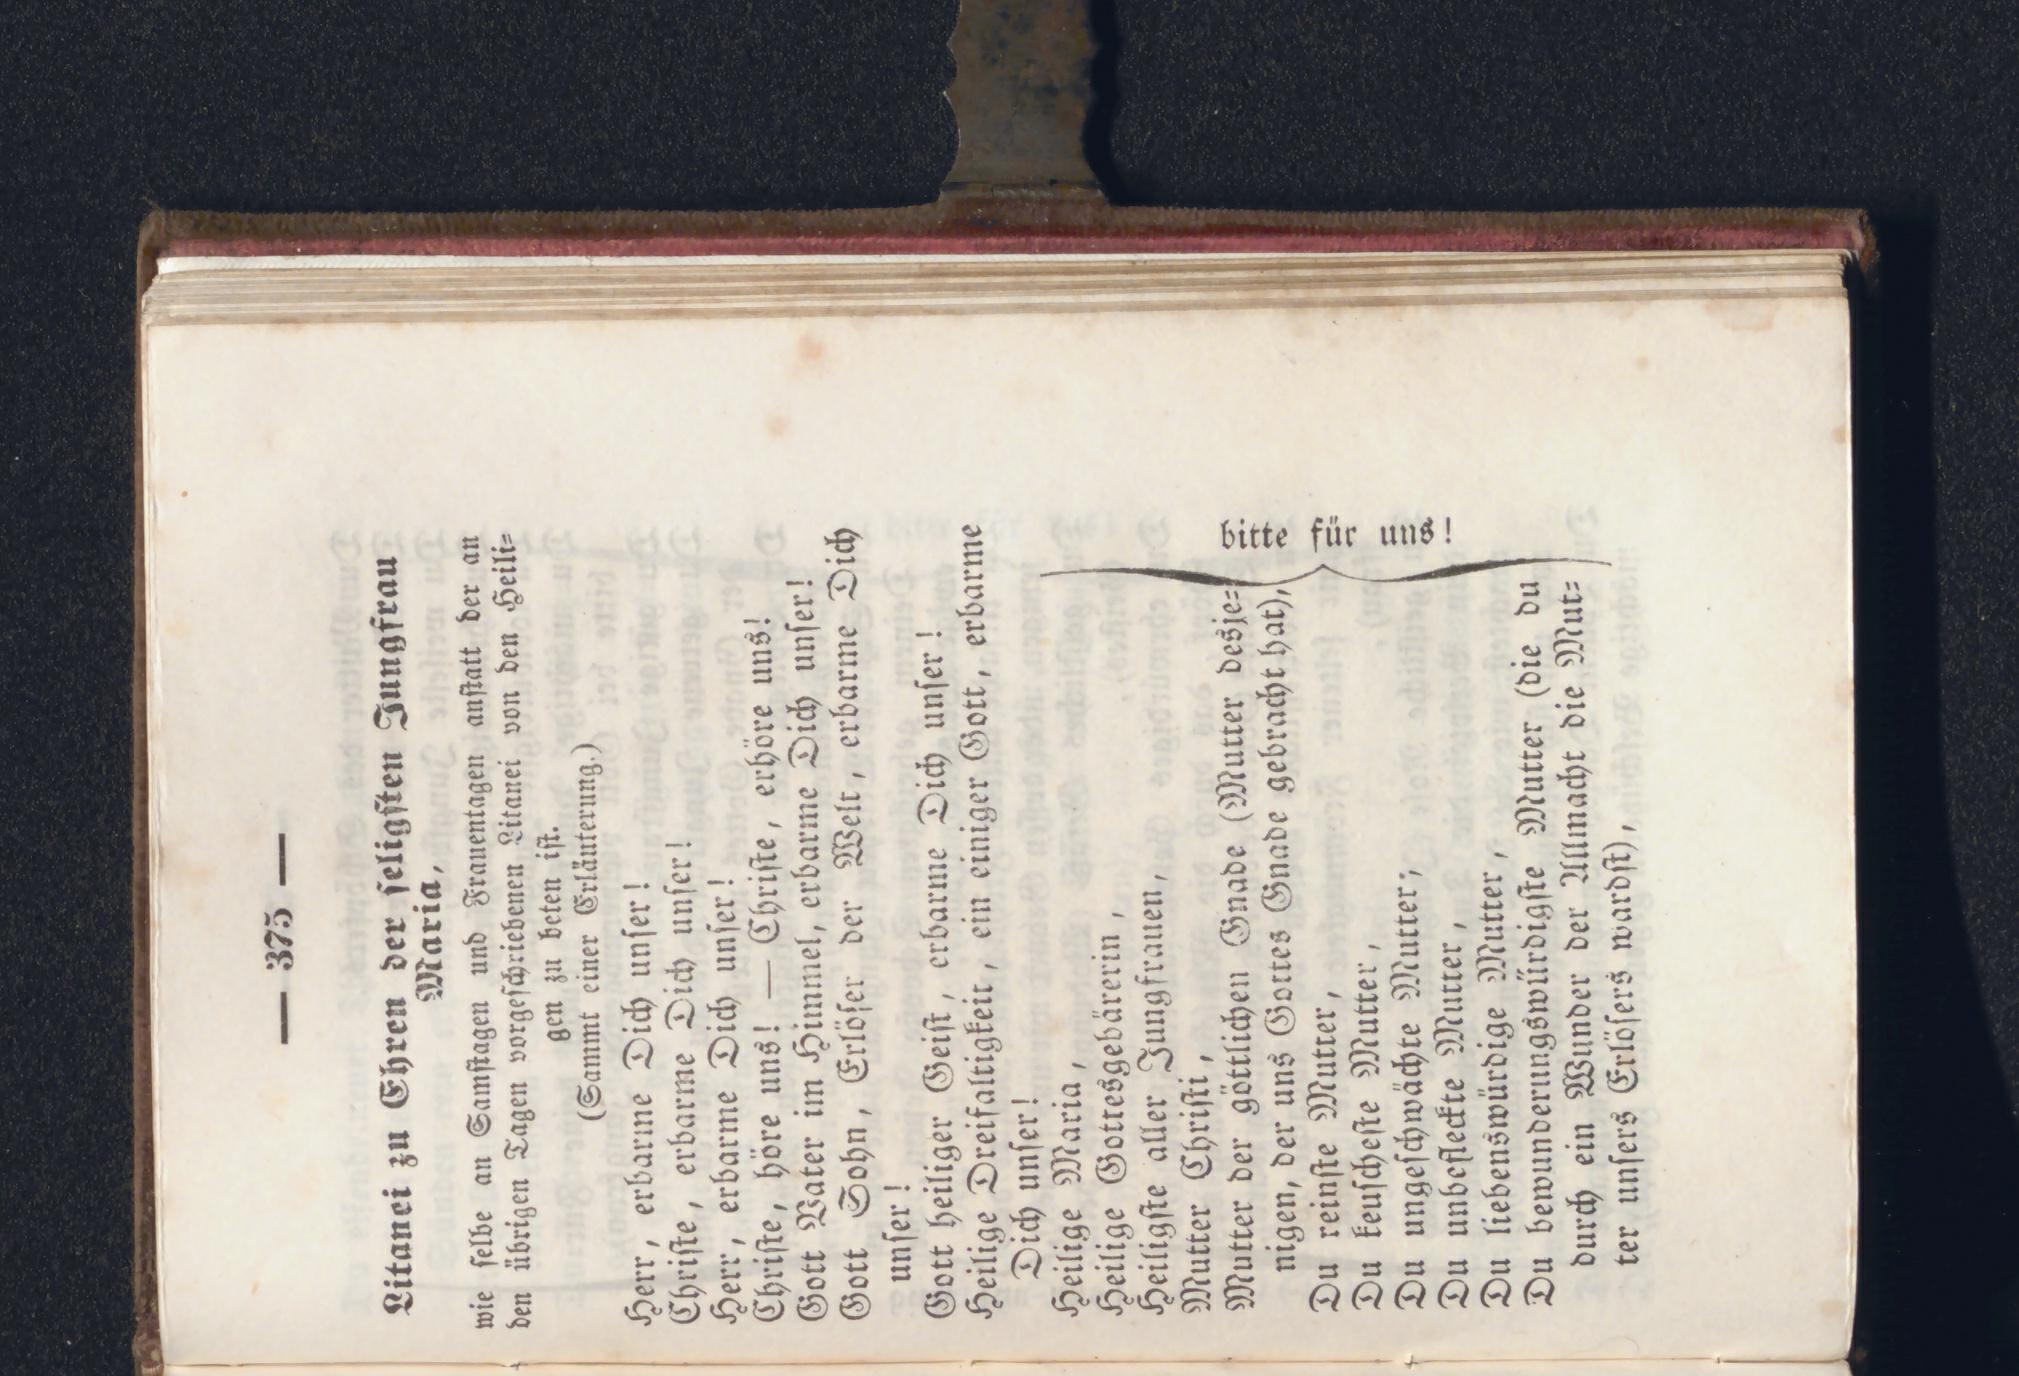 — 375 —
Litanei zu Ehren der seligsten Jungfrau
Maria,
wie selbe an Samstagen und Frauentagen anstatt der an
den übrigen Tagen vorgeschriebenen Litanei von den Heili=
gen zu beten ist.
(Sammt einer Erläuterung.)
Herr, erbarme Dich unser!
Christe, erbarme Dich unser!
Herr, erbarme Dich unser!
Christe, höre uns! — Christe, erhöre uns!
Gott Vater im Himmel, erbarme Dich unser!
Gott Sohn, Erlöser der Welt, erbarme Dich
unser!
Gott heiliger Geist, erbarme Dich unser!
Heilige Dreifaltigkeit, ein einiger Gott, erbarme
Dich unser!
Heilige Maria,
Heilige Gottesgebärerin,
Heiligste aller Jungfrauen,
Mutter Christi,
Mutter der göttlichen Gnade (Mutter desje=
nigen, der uns Gottes Gnade gebracht hat),
Du reinste Mutter,
Du keuscheste Mutter,
Du ungeschwächte Mutter,
Du unbefleckte Mutter,
Du liebenswürdige Mutter,
Du bewunderungswürdigste Mutter (die du
durch ein Wunder der Allmacht die Mut=
ter unsers Erlösers wardst),
bitte für uns!